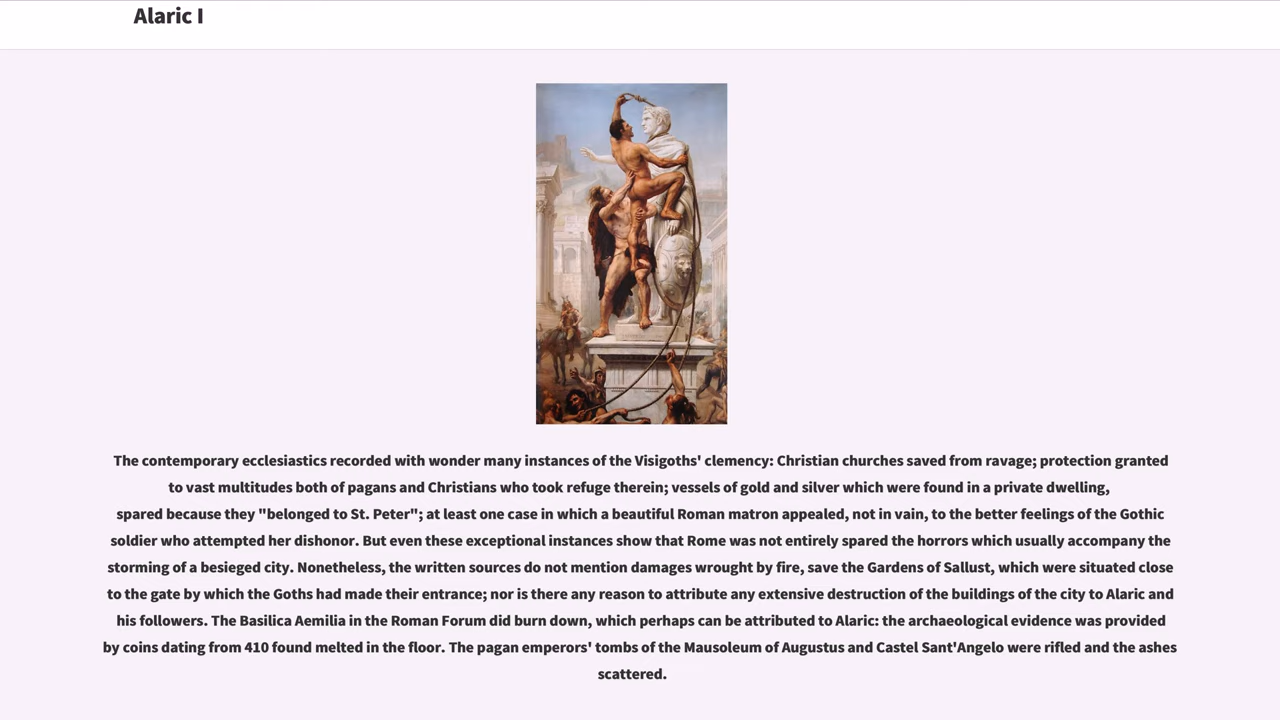 Alaric I
The contemporary ecclesiastics recorded with wonder many instances of the Visigoths' clemency: Christian churches saved from ravage; protection granted
to vast multitudes both of pagans and Christians who took refuge therein; vessels of gold and silver which were found in a private dwelling,
spared because they "belonged to St. Peter"; at least one case in which a beautiful Roman matron appealed, not in vain, to the better feelings of the Gothic
soldier who attempted her dishonor. But even these exceptional instances show that Rome was not entirely spared the horrors which usually accompany the
storming of a besieged city. Nonetheless, the written sources do not mention damages wrought by fire, save the Gardens of Sallust, which were situated close
to the gate by which the Goths had made their entrance; nor is there any reason to attribute any extensive destruction of the buildings of the city to Alaric and
his followers. The Basilica Aemilia in the Roman Forum did burn down, which perhaps can be attributed to Alaric: the archaeological evidence was provided
by coins dating from 410 found melted in the floor. The pagan emperors' tombs of the Mausoleum of Augustus and Castel Sant'Angelo were rifled and the ashes
scattered.